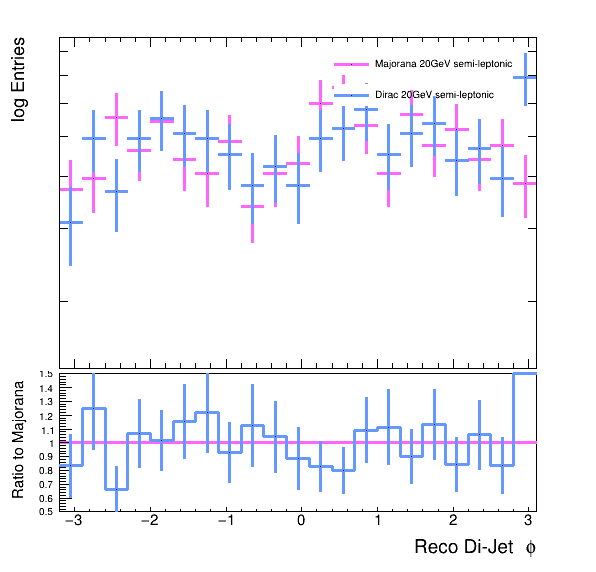 log Entries
Majorana 20GeV semi-leptonic
Dirac 20GeV semi-leptonic
Ratio to Majorana
1.5
1.4
1.3
1.2
1.1
1
0.9
0.8
0.7
0.6
0.5
−3 −2 −1 0 1 2 3
Reco Di-Jet ϕ